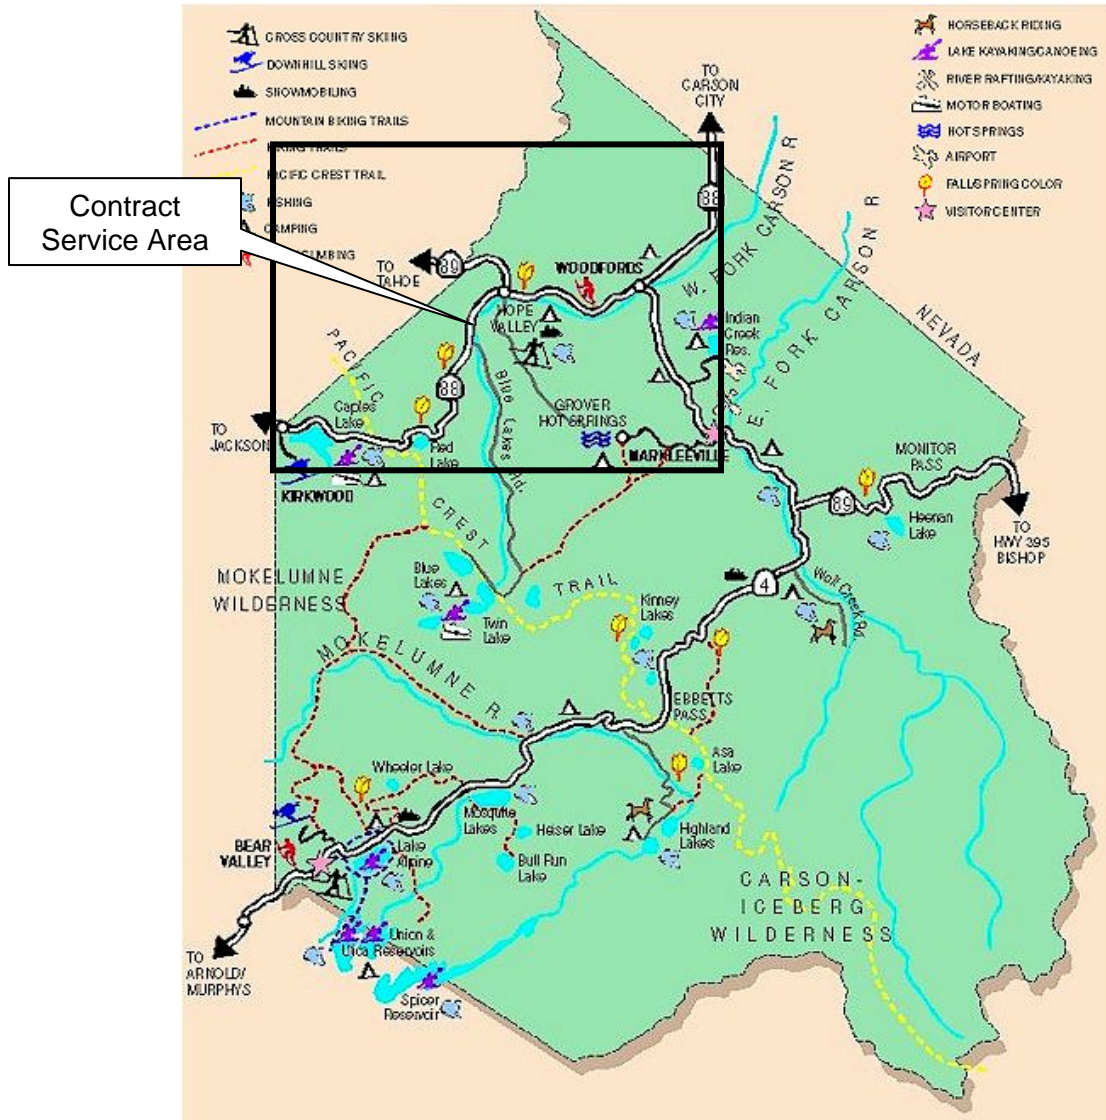 CROSS COUNTRY SKIING
DOWNHILL SKIING
SNOWMOBILING
MOUNTAIN BIKING TRAILS
HIKING TRAILS
PACIFIC CREST TRAIL
FISHING
CAMPING
HORSEBACK RIDING
LAKE KAYAKING/CANOEING
RIVER RAFTING/KAYAKING
MOTOR BOATING
HOT SPRINGS
AIRPORT
FALL/SPRING COLOR
VISITOR CENTER
Contract
Service Area
TO
CARSON
CITY
88
TO
TAHOE
89
WOODFORDS
HOPE
VALLEY
W. FORK CARSON R
E. FORK CARSON R
NEVADA
Indian
Creek
Res.
PACIFIC
88
Blue Lakes Rd.
GROVER
HOT SPRINGS
MARKLEEVILLE
TO
JACKSON
Caples
Lake
Red
Lake
KIRKWOOD
MONITOR
PASS
89
Heenan
Lake
TO
HWY 395
BISHOP
CREST
TRAIL
MOKELUMNE
WILDERNESS
Blue
Lakes
Twin
Lake
Kinney
Lakes
4
Wolf Creek Rd.
MOKELUMNE R.
EBBETTS
PASS
Asa
Lake
Wheeler Lake
Mosquito
Lakes
Heiser Lake
Bull Run
Lake
Highland
Lakes
BEAR
VALLEY
Lake
Alpine
CARSON-
ICEBERG
WILDERNESS
Union &
Utica Reservoirs
Spicer
Reservoir
TO
ARNOLD/
MURPHYS